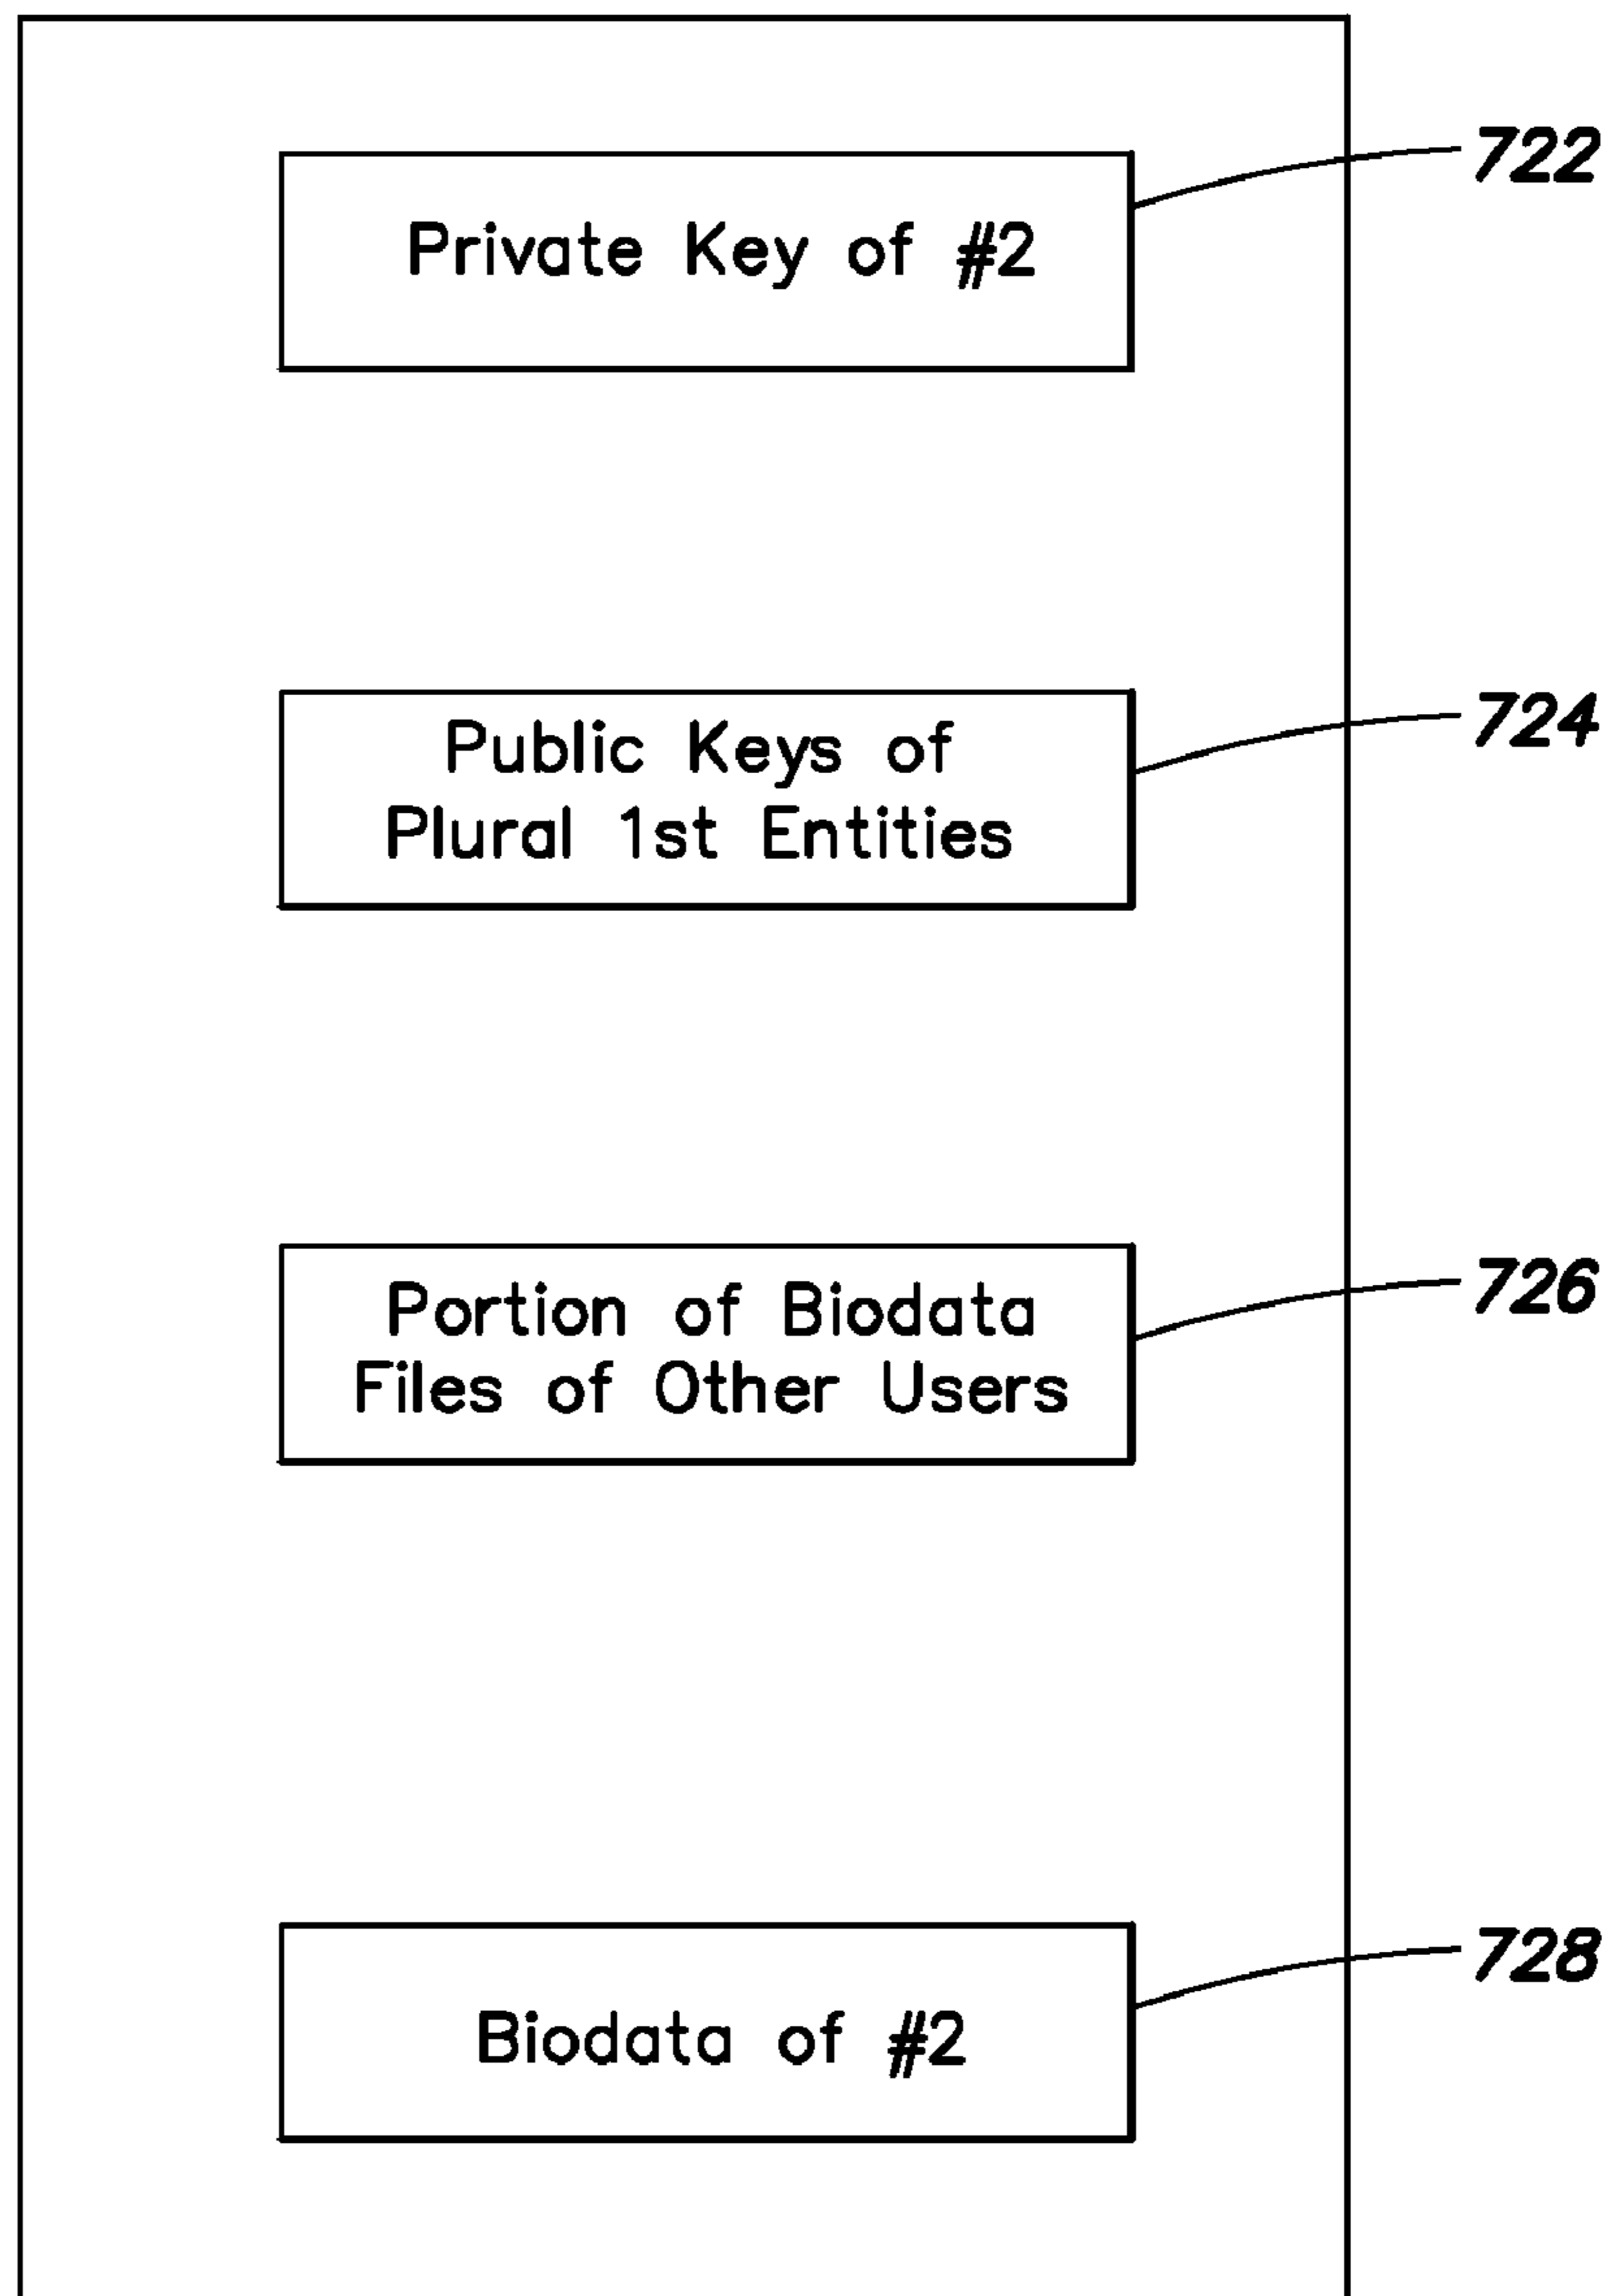 722
Private Key of #2
724
Public Keys of
Plural 1st Entities
726
Portion of Biodata
Files of Other Users
728
Biodata of #2